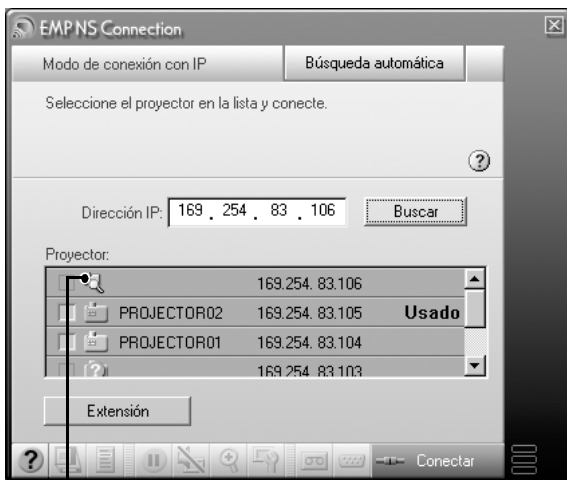 EMP NS Connection
Modo de conexión con IP
Búsqueda automática
Seleccione el proyector en la lista y conecte.
?
Dirección IP: 169 . 254 . 83 . 106 Buscar
Proyector:
169.254. 83.106
PROJECTOR02 169.254. 83.105 Usado
PROJECTOR01 169.254. 83.104
? 169.254. 83.103
Extensión
? Conectar